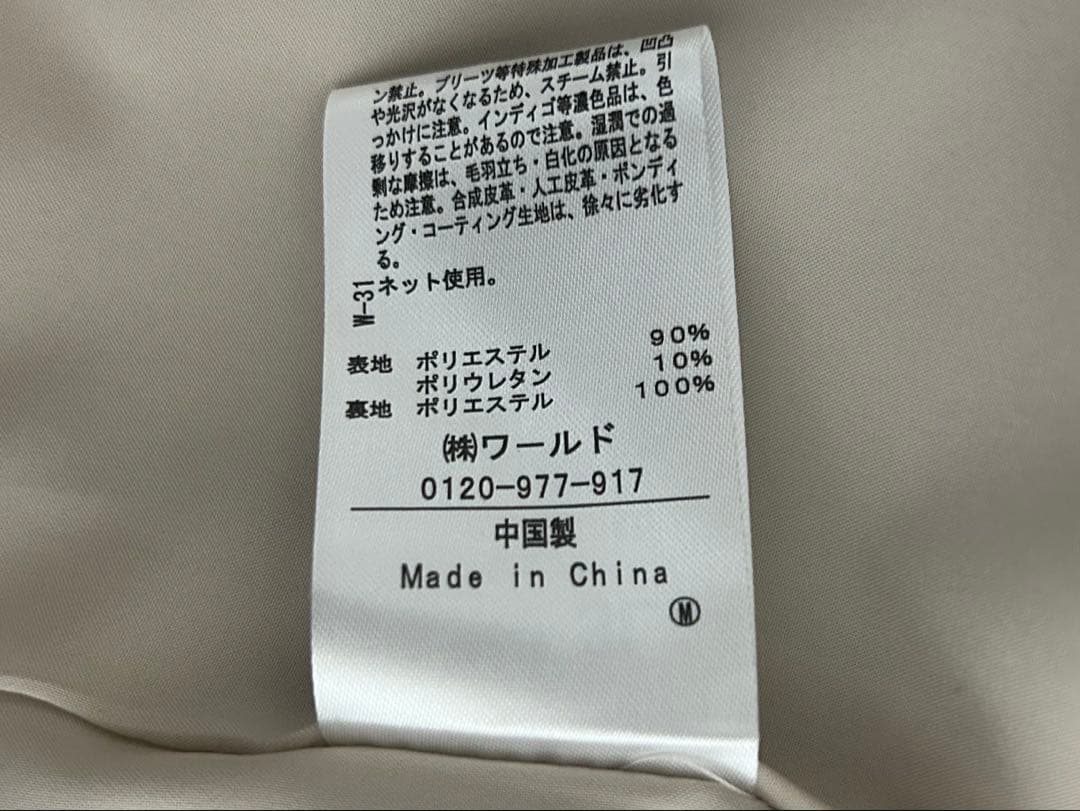 ン禁止。プリーツ等特殊加工製品は、凹凸
や光沢がなくなるため、スチーム禁止。引
っかけに注意。インディゴ等濃色品は、色
移りすることがあるので注意。湿潤での過
剰な摩擦は、毛羽立ち・白化の原因となる
ため注意。合成皮革・人工皮革・ボンディ
ング・コーティング生地は、徐々に劣化す
る。
W-31
ネット使用。
表地 ポリエステル 90%
ポリウレタン 10%
裏地 ポリエステル 100%
㈱ワールド
0120-977-917
中国製
Made in China
Ⓜ